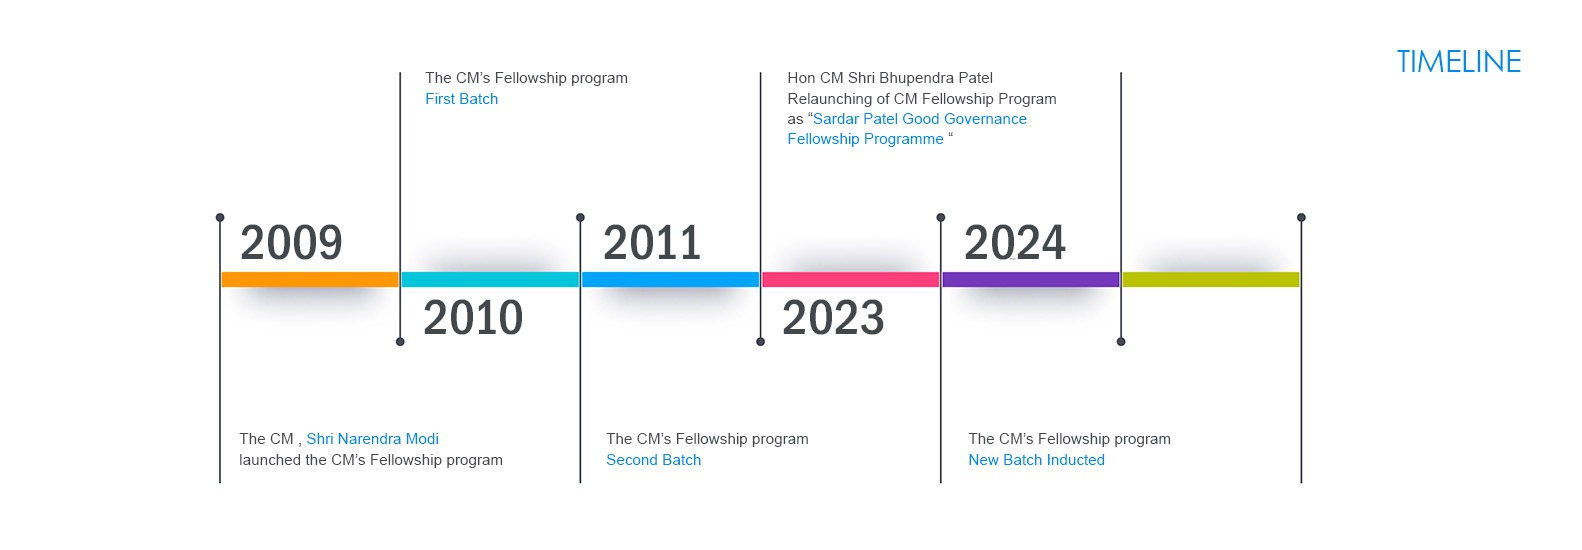 TIMELINE
The CM's Fellowship program
First Batch
Hon CM Shri Bhupendra Patel
Relaunching of CM Fellowship Program
as “Sardar Patel Good Governance
Fellowship Programme “
2009
2010
2011
2023
2024
The CM , Shri Narendra Modi
launched the CM's Fellowship program
The CM's Fellowship program
Second Batch
The CM's Fellowship program
New Batch Inducted